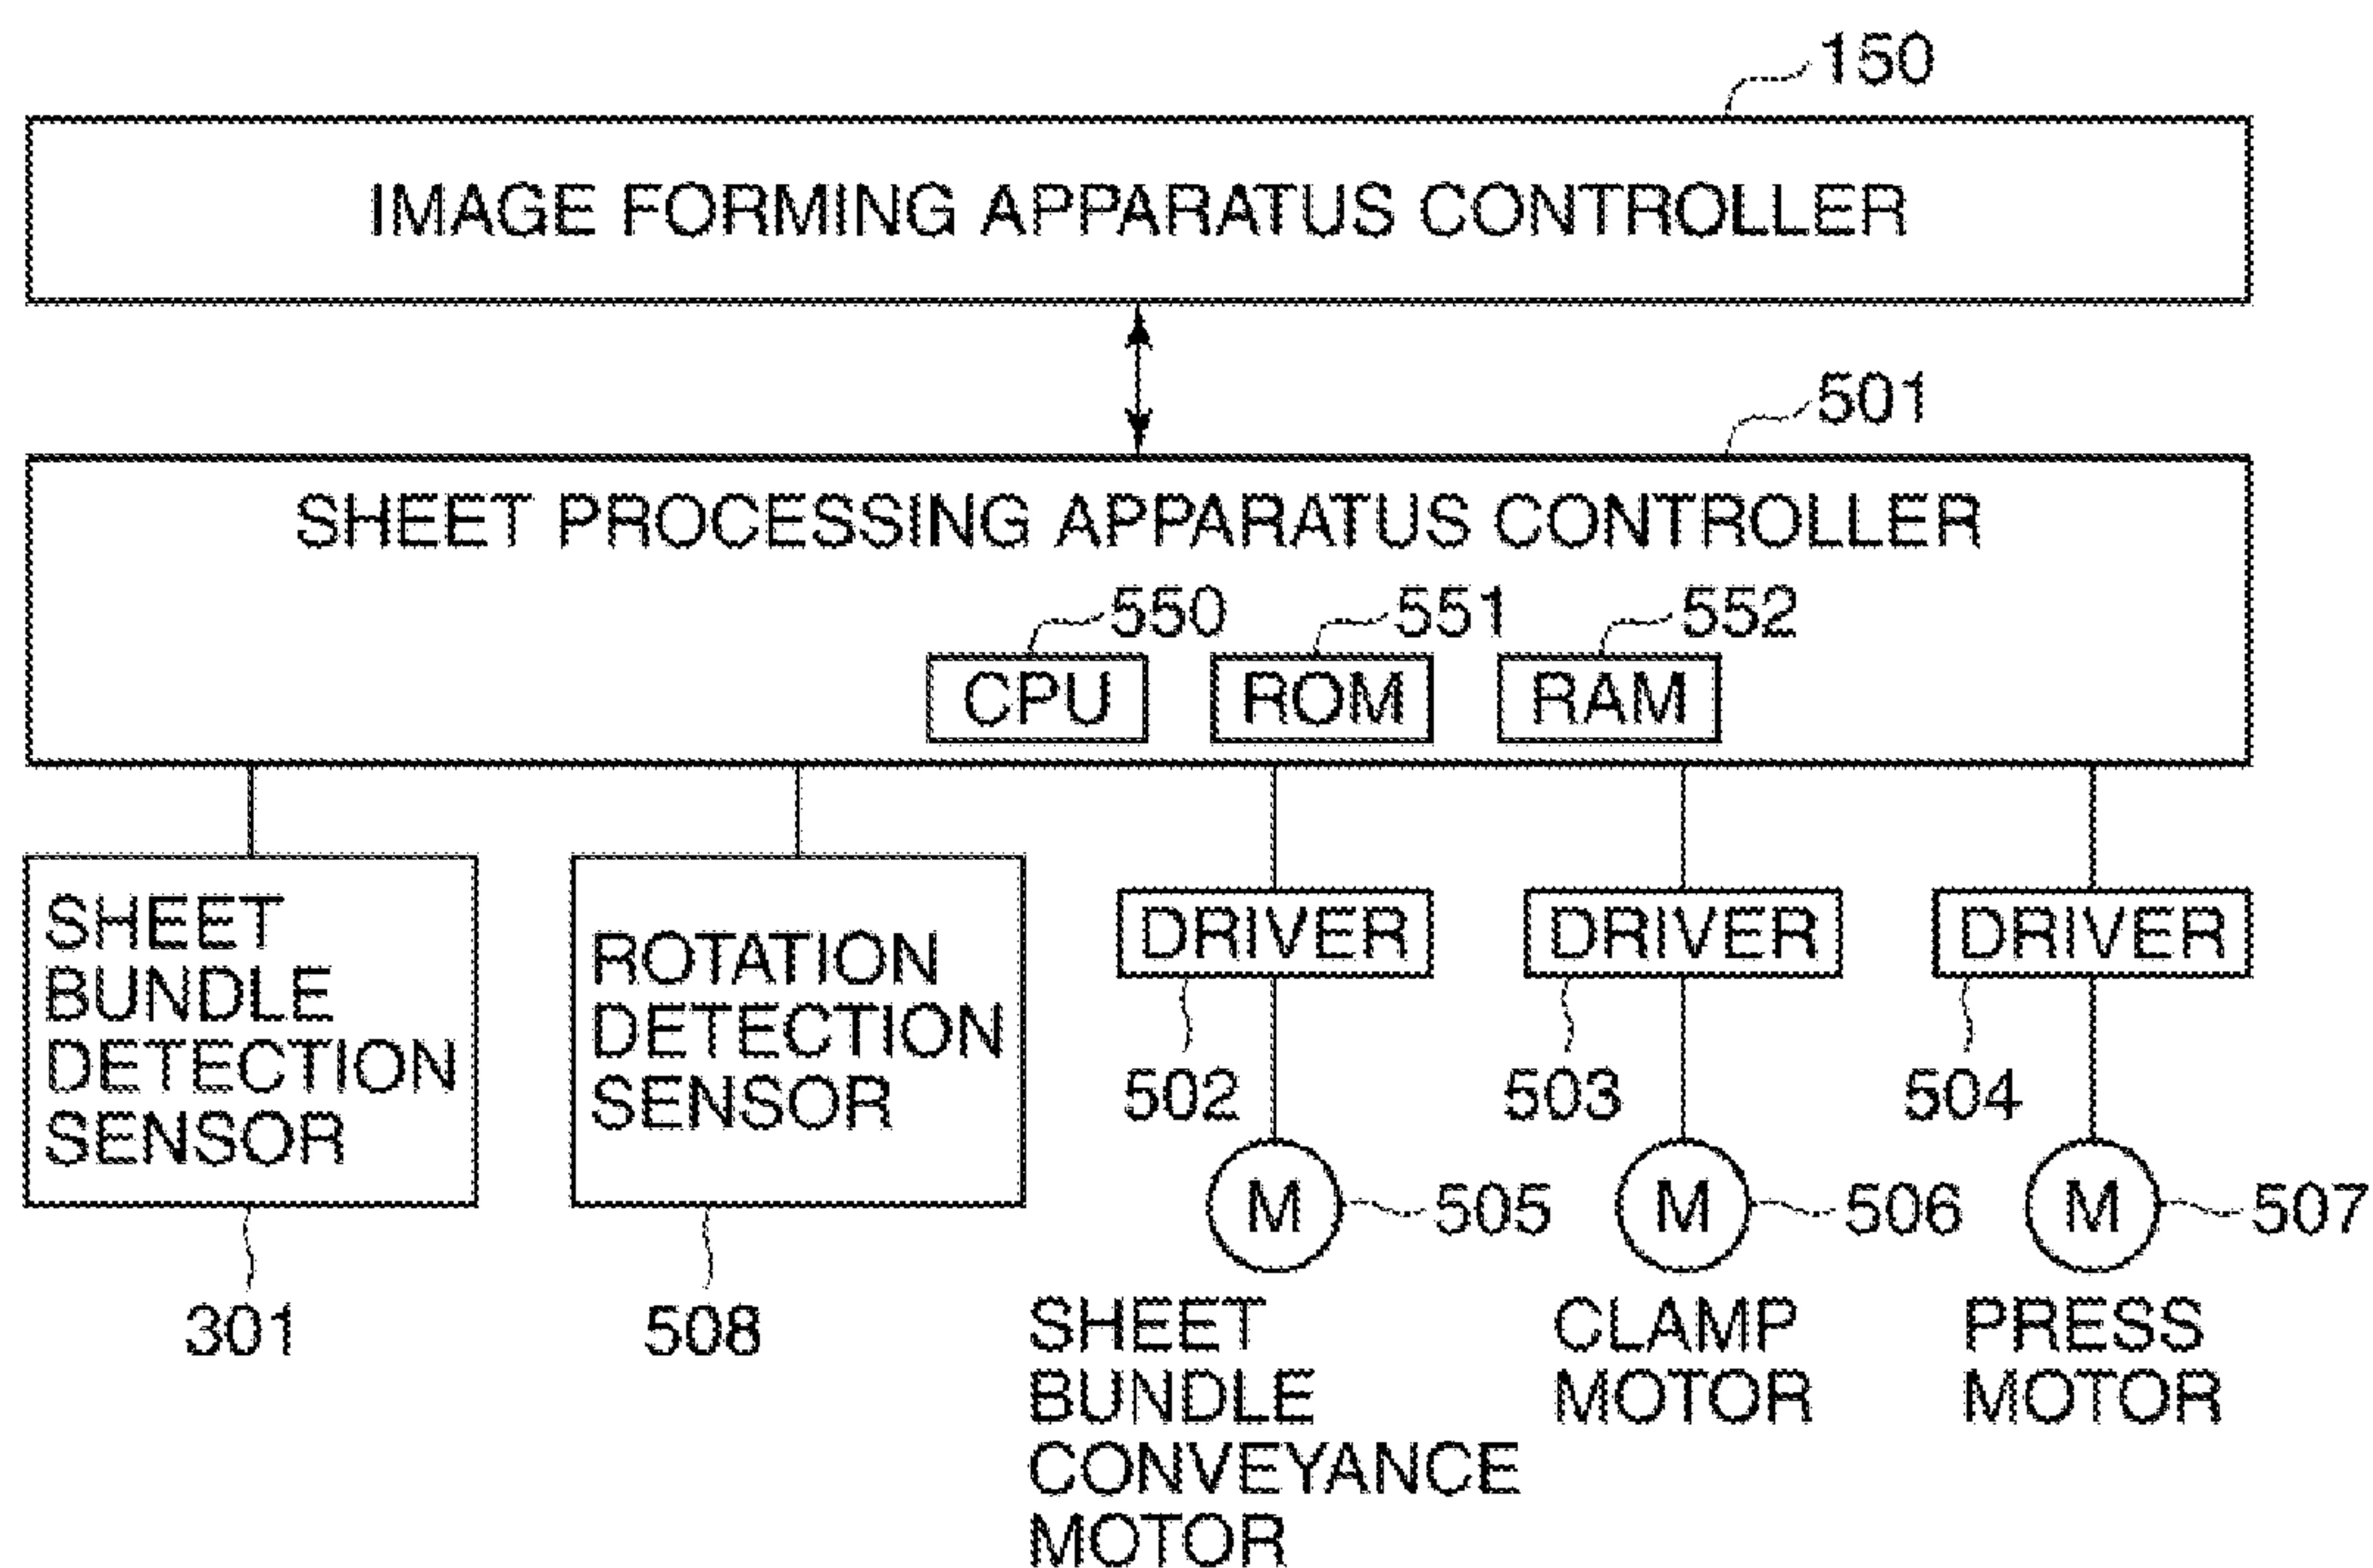 150
IMAGE FORMING APPARATUS CONTROLLER
501
SHEET PROCESSING APPARATUS CONTROLLER
550
551
552
CPU
ROM
RAM
SHEET
BUNDLE
DETECTION
SENSOR
301
ROTATION
DETECTION
SENSOR
508
DRIVER
502
M
505
SHEET
BUNDLE
CONVEYANCE
MOTOR
DRIVER
503
M
506
CLAMP
MOTOR
DRIVER
504
M
507
PRESS
MOTOR